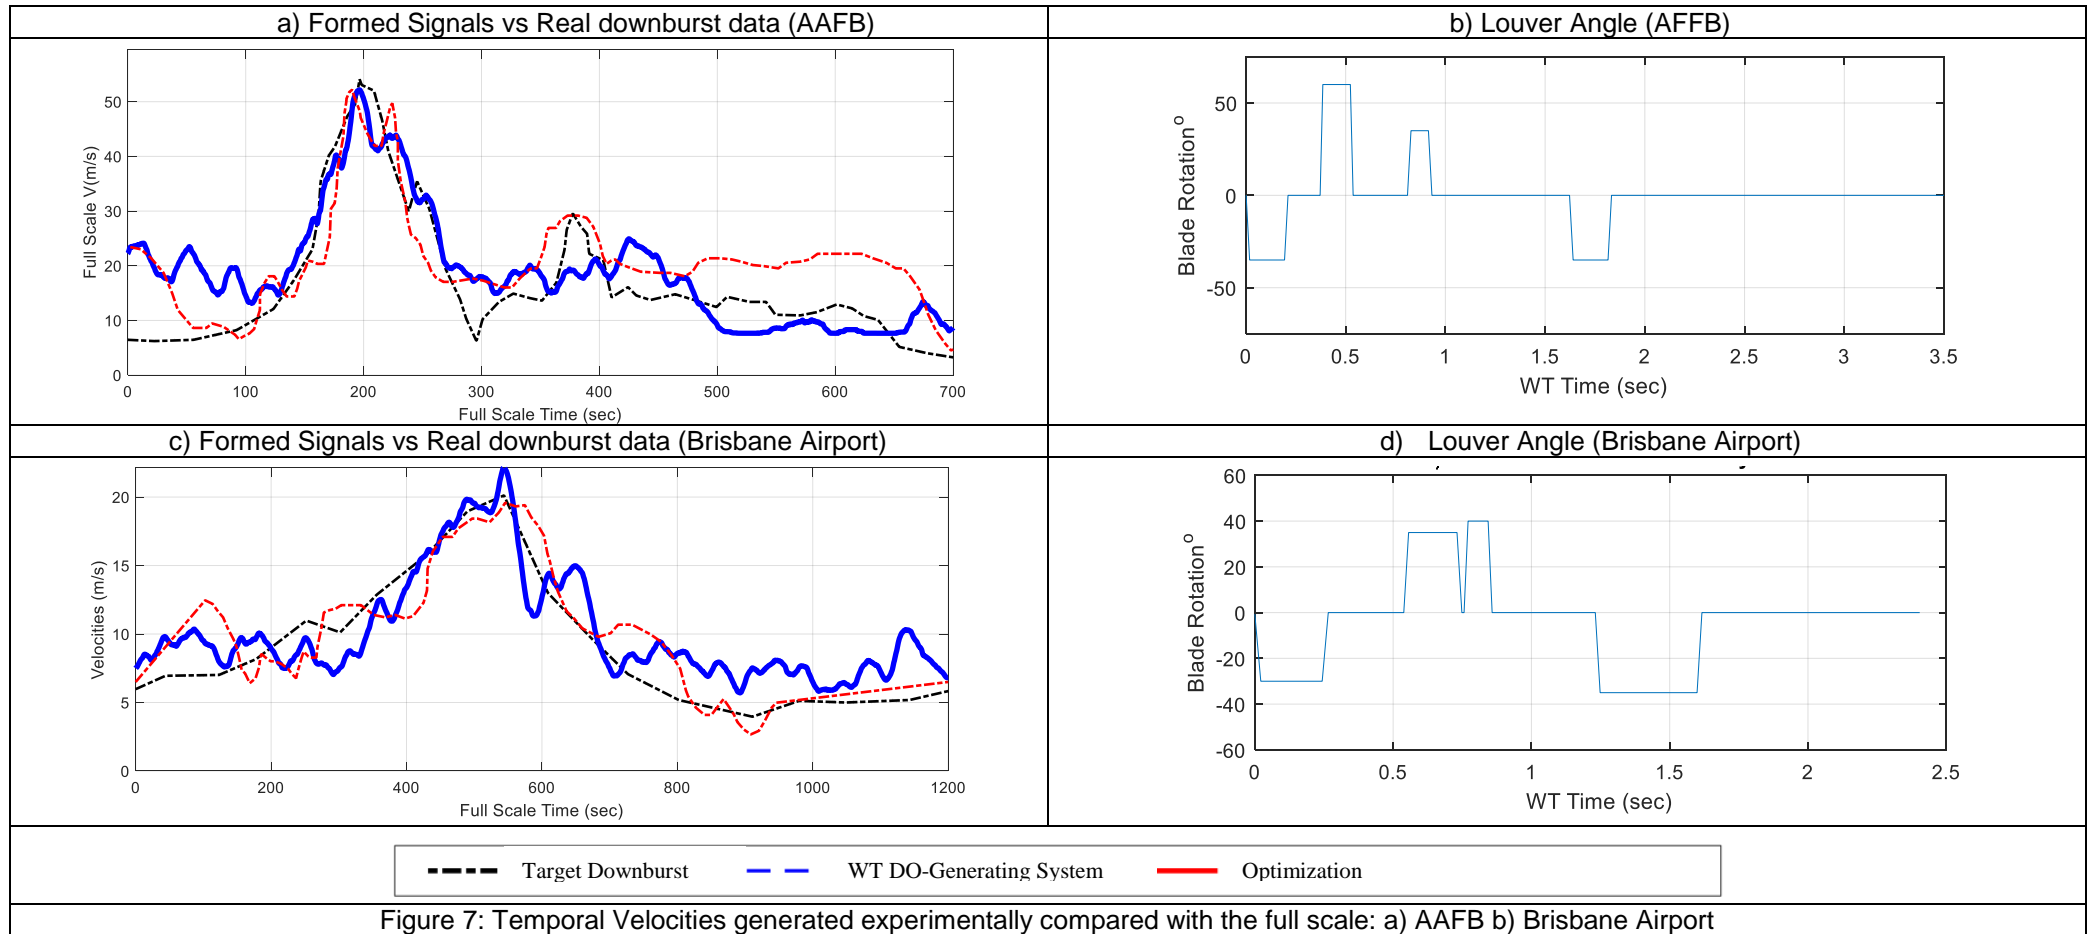 a) Formed Signals vs Real downburst data (AAFB)
b) Louver Angle (AFFB)
50
40
30
20
10
0
Full Scale V(m/s)
0 100 200 300 400 500 600 700
Full Scale Time (sec)
50
0
-50
Blade Rotation°
0 0.5 1 1.5 2 2.5 3 3.5
WT Time (sec)
c) Formed Signals vs Real downburst data (Brisbane Airport)
d) Louver Angle (Brisbane Airport)
20
15
10
5
0
Velocities (m/s)
0 200 400 600 800 1000 1200
Full Scale Time (sec)
60
40
20
0
-20
-40
-60
Blade Rotation°
0 0.5 1 1.5 2 2.5
WT Time (sec)
Target Downburst WT DO-Generating System Optimization
Figure 7: Temporal Velocities generated experimentally compared with the full scale: a) AAFB b) Brisbane Airport